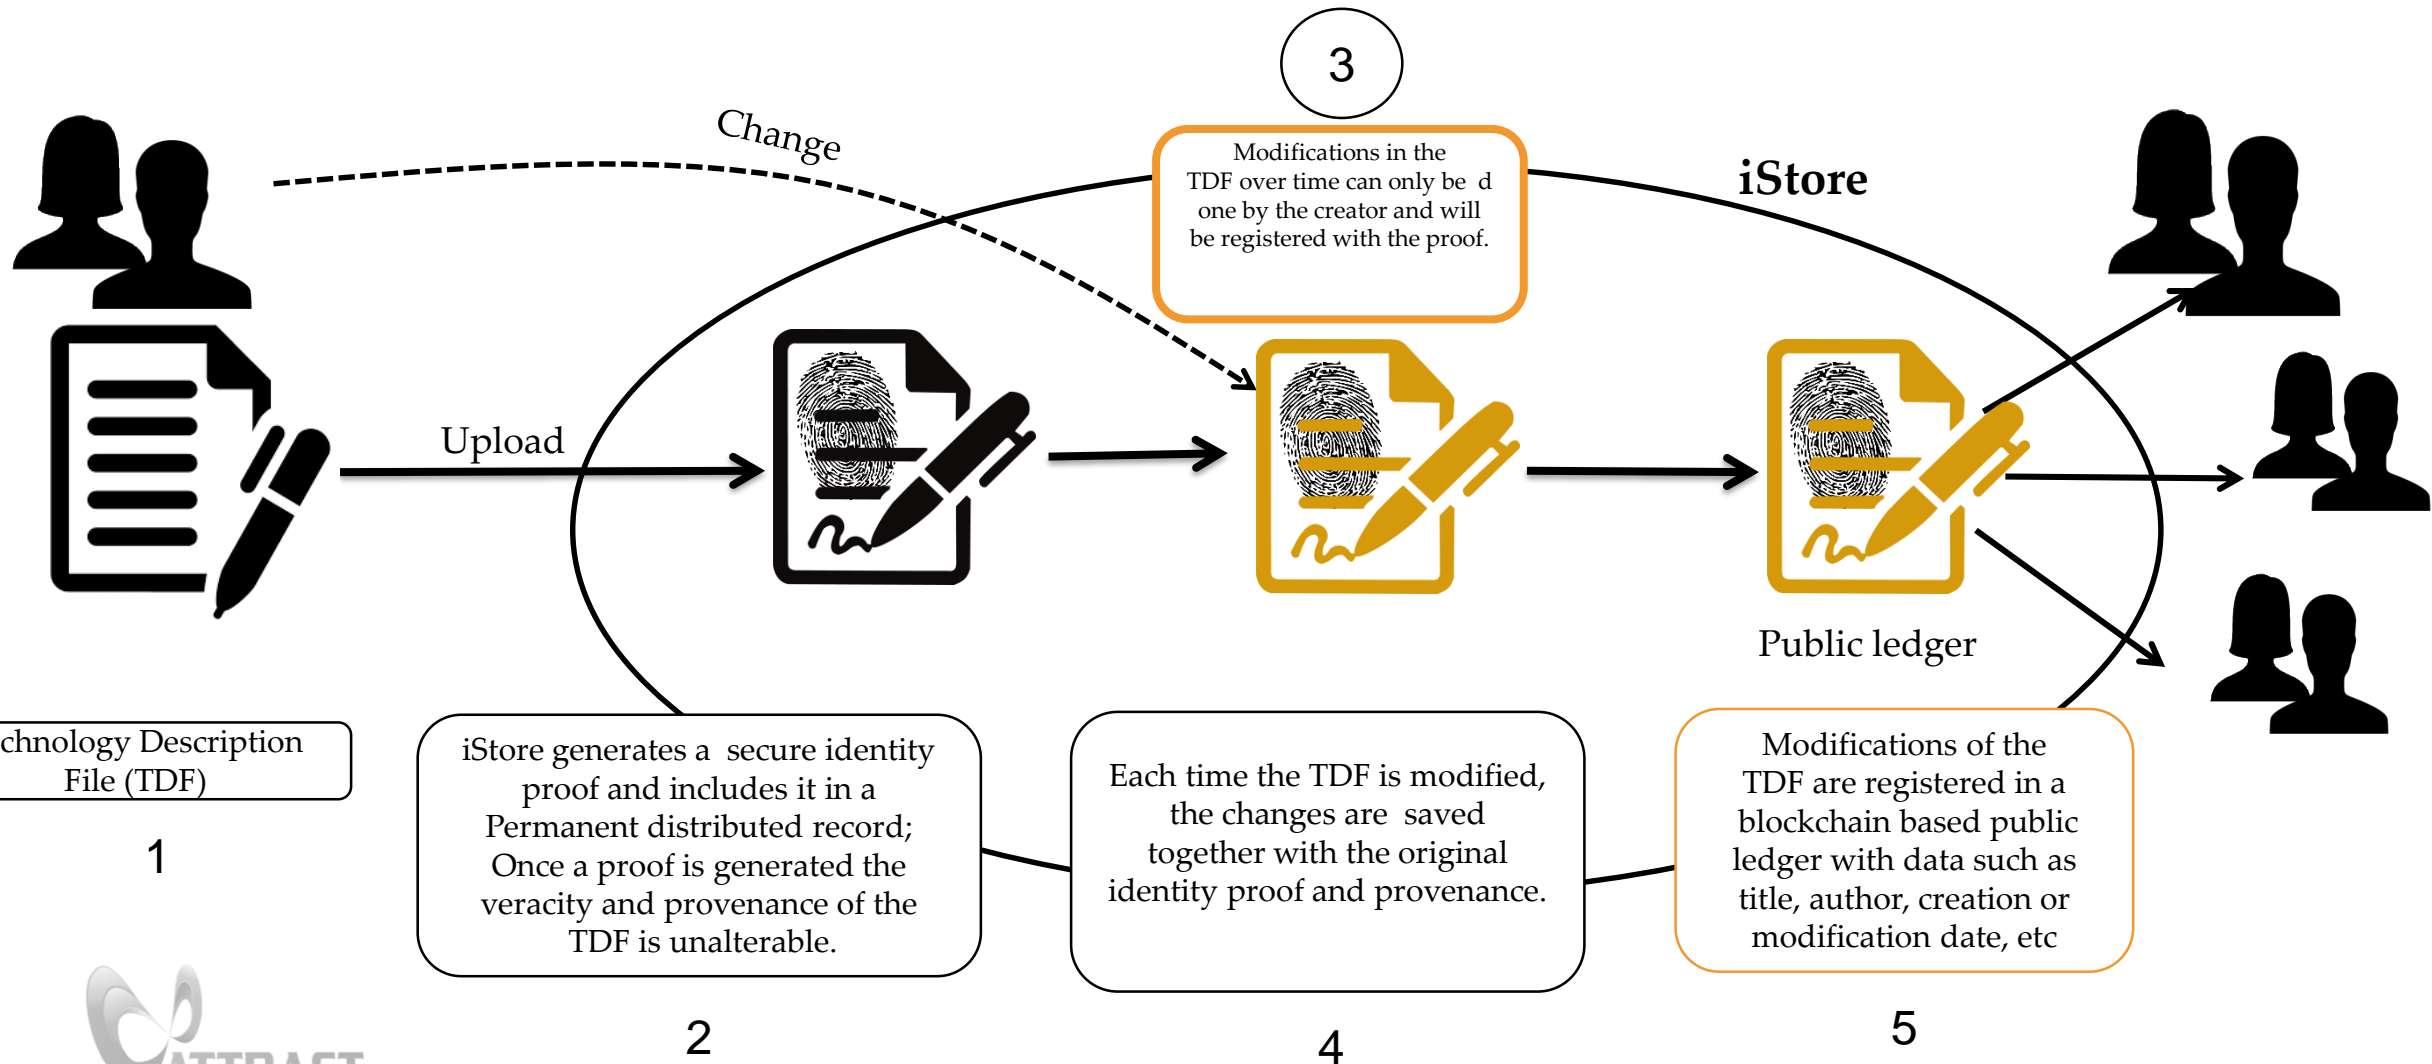 3
Change
Modifications in the
TDF over time can only be d
one by the creator and will
be registered with the proof.
iStore
Upload
Public ledger
chnology Description
File (TDF)
1
iStore generates a secure identity
proof and includes it in a
Permanent distributed record;
Once a proof is generated the
veracity and provenance of the
TDF is unalterable.
2
Each time the TDF is modified,
the changes are saved
together with the original
identity proof and provenance.
4
Modifications of the
TDF are registered in a
blockchain based public
ledger with data such as
title, author, creation or
modification date, etc
5
ATTRACT